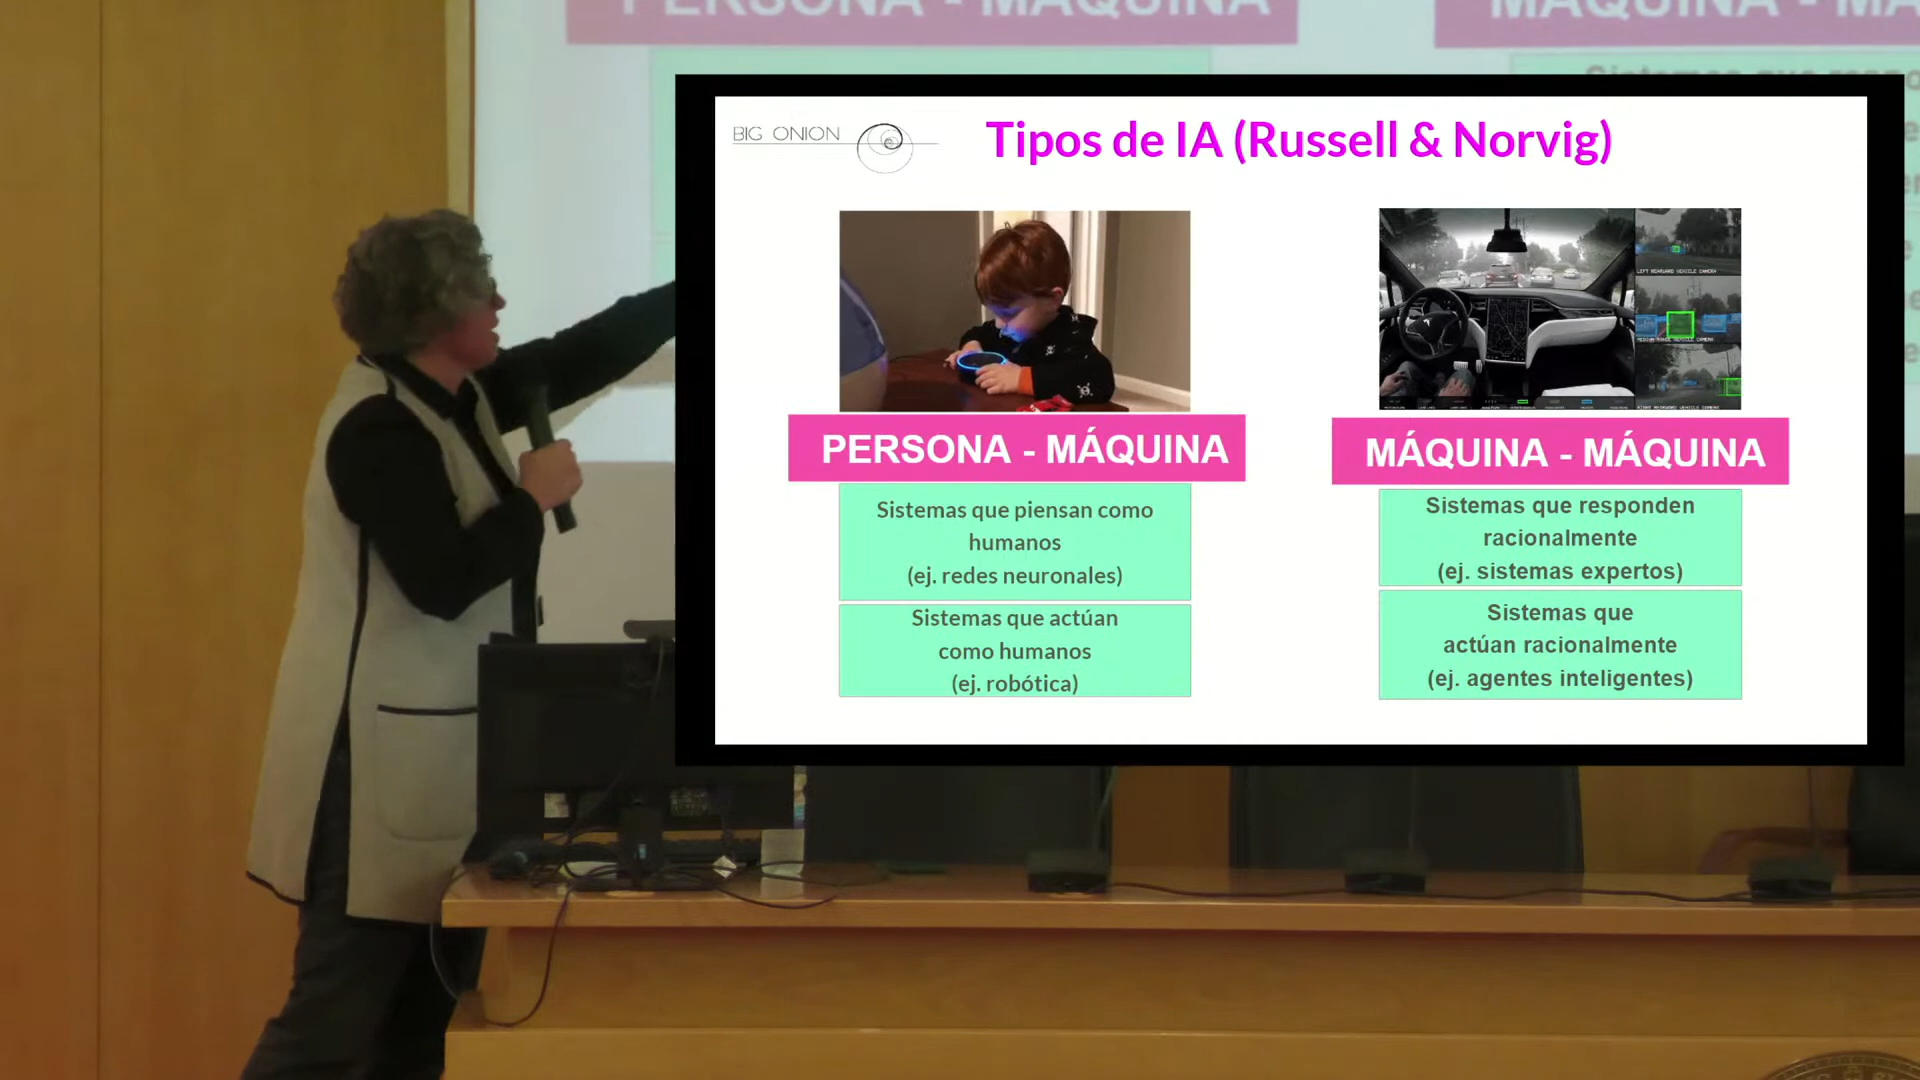 PERSONA - MÁQUINA
BIG ONION
Tipos de IA (Russell & Norvig)
PERSONA - MÁQUINA
Sistemas que piensan como
humanos
(ej. redes neuronales)
Sistemas que actúan
como humanos
(ej. robótica)
MÁQUINA - MÁQUINA
Sistemas que responden
racionalmente
(ej. sistemas expertos)
Sistemas que
actúan racionalmente
(ej. agentes inteligentes)